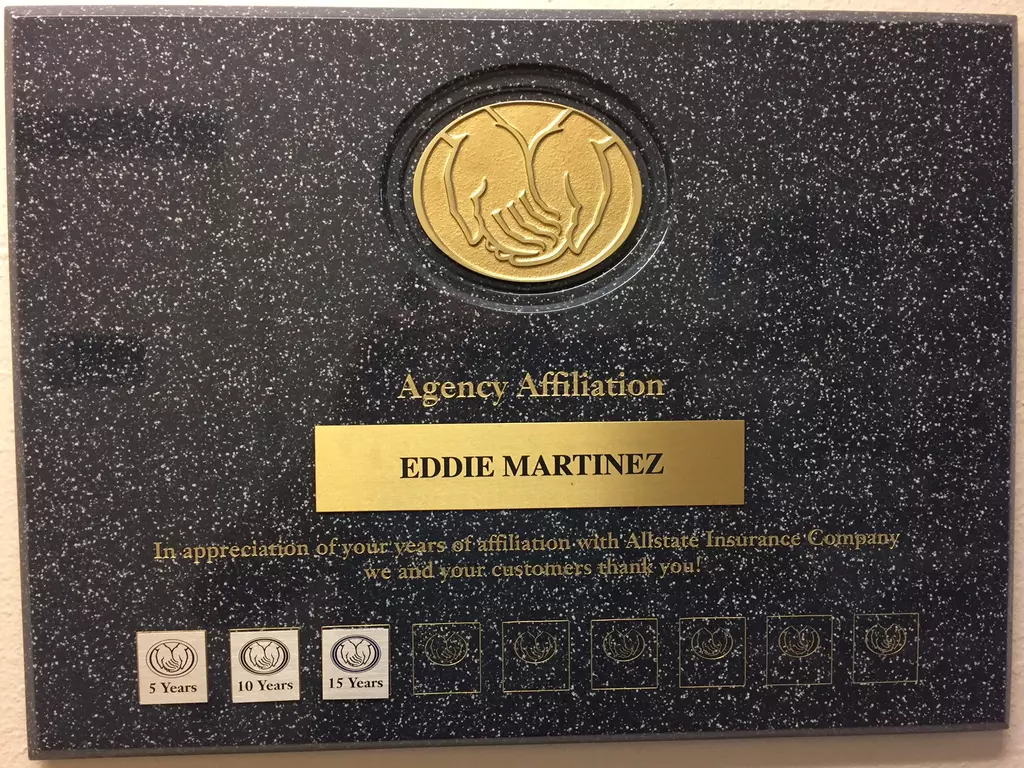 Agency Affiliation
EDDIE MARTINEZ
In appreciation of your years of affiliation with Allstate Insurance Company
we and your customers thank you!
5 Years
10 Years
15 Years